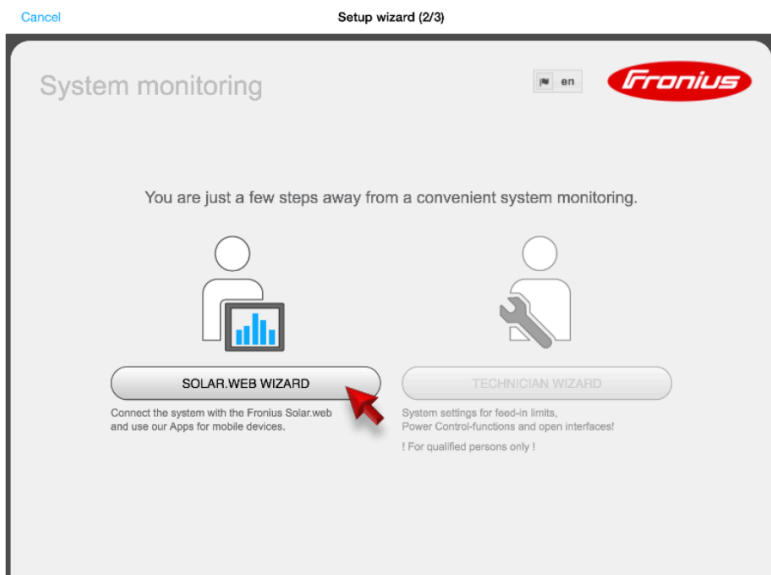 Cancel
Setup wizard (2/3)
System monitoring
en
Fronius
You are just a few steps away from a convenient system monitoring.
SOLAR.WEB WIZARD
Connect the system with the Fronius Solar.web
and use our Apps for mobile devices.
TECHNICIAN WIZARD
System settings for feed-in limits,
Power Control-functions and open interfaces!
! For qualified persons only !